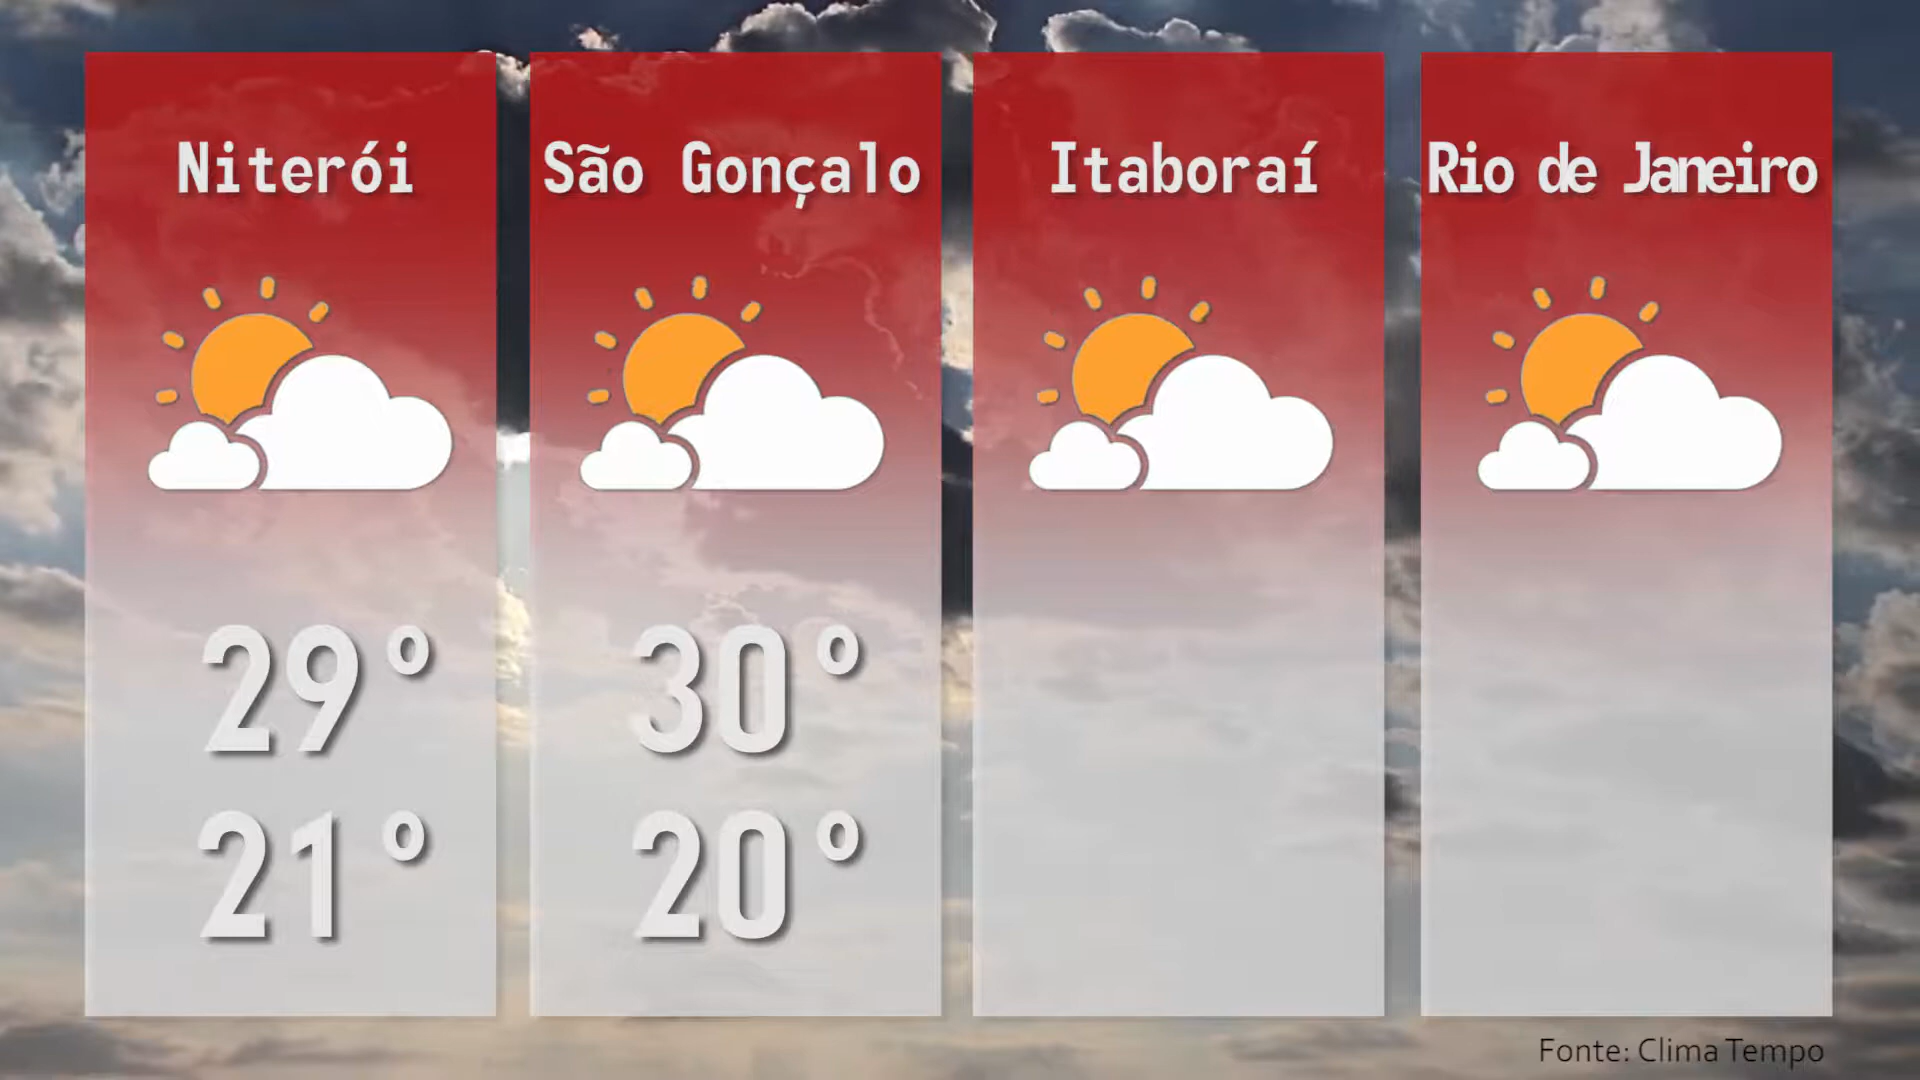 Niterói
29°
21°
São Gonçalo
30°
20°
Itaboraí
Rio de Janeiro
Fonte: Clima Tempo